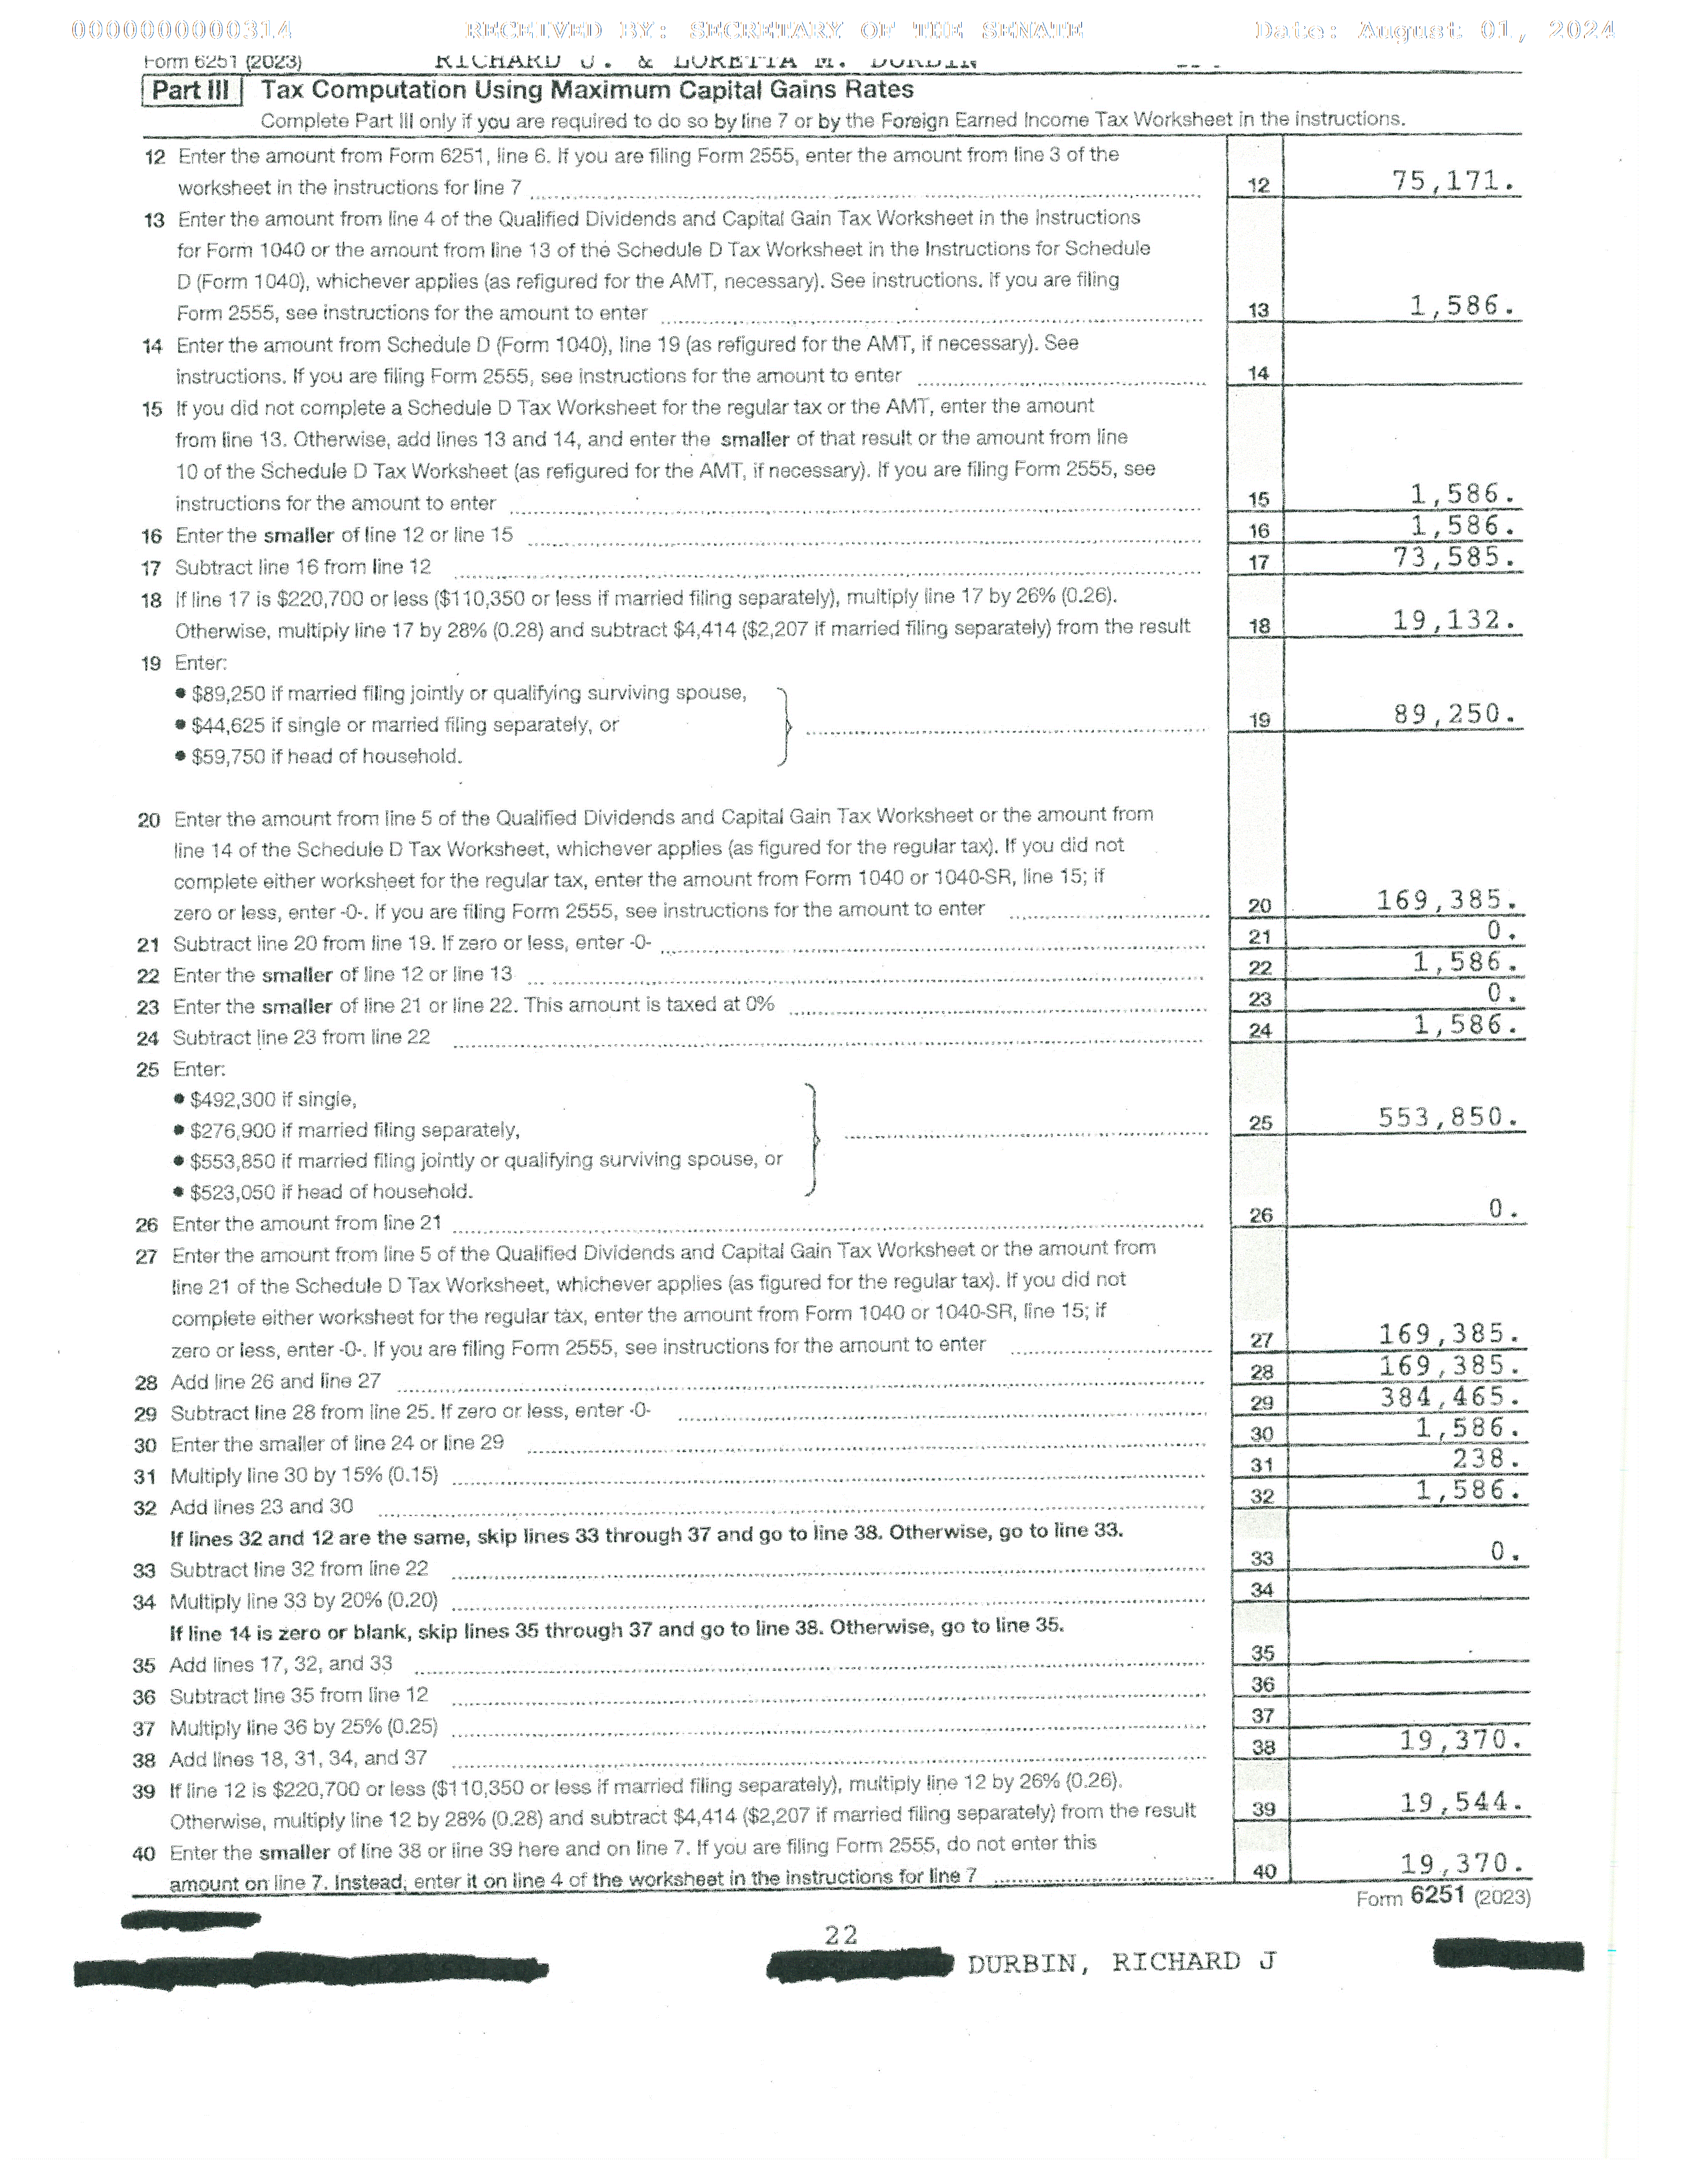 0000000000314 RECEIVED BY: SECRETARY OF THE SENATE Date: August 01, 2024
Form 6251 (2023) RICHARD J. & LORETTA M. DURBIN
Part III Tax Computation Using Maximum Capital Gains Rates
Complete Part III only if you are required to do so by line 7 or by the Foreign Earned Income Tax Worksheet in the instructions.
12 Enter the amount from Form 6251, line 6. If you are filing Form 2555, enter the amount from line 3 of the
worksheet in the instructions for line 7 12 75,171.
13 Enter the amount from line 4 of the Qualified Dividends and Capital Gain Tax Worksheet in the Instructions
for Form 1040 or the amount from line 13 of the Schedule D Tax Worksheet in the Instructions for Schedule
D (Form 1040), whichever applies (as refigured for the AMT, necessary). See instructions. If you are filing
Form 2555, see instructions for the amount to enter 13 1,586.
14 Enter the amount from Schedule D (Form 1040), line 19 (as refigured for the AMT, if necessary). See
instructions. If you are filing Form 2555, see instructions for the amount to enter 14
15 If you did not complete a Schedule D Tax Worksheet for the regular tax or the AMT, enter the amount
from line 13. Otherwise, add lines 13 and 14, and enter the smaller of that result or the amount from line
10 of the Schedule D Tax Worksheet (as refigured for the AMT, if necessary). If you are filing Form 2555, see
instructions for the amount to enter 15 1,586.
16 Enter the smaller of line 12 or line 15 16 1,586.
17 Subtract line 16 from line 12 17 73,585.
18 If line 17 is $220,700 or less ($110,350 or less if married filing separately), multiply line 17 by 26% (0.26).
Otherwise, multiply line 17 by 28% (0.28) and subtract $4,414 ($2,207 if married filing separately) from the result 18 19,132.
19 Enter:
• $89,250 if married filing jointly or qualifying surviving spouse,
• $44,625 if single or married filing separately, or 19 89,250.
• $59,750 if head of household.
20 Enter the amount from line 5 of the Qualified Dividends and Capital Gain Tax Worksheet or the amount from
line 14 of the Schedule D Tax Worksheet, whichever applies (as figured for the regular tax). If you did not
complete either worksheet for the regular tax, enter the amount from Form 1040 or 1040-SR, line 15; if
zero or less, enter -0-. If you are filing Form 2555, see instructions for the amount to enter 20 169,385.
21 Subtract line 20 from line 19. If zero or less, enter -0- 21 0.
22 Enter the smaller of line 12 or line 13 22 1,586.
23 Enter the smaller of line 21 or line 22. This amount is taxed at 0% 23 0.
24 Subtract line 23 from line 22 24 1,586.
25 Enter:
• $492,300 if single,
• $276,900 if married filing separately, 25 553,850.
• $553,850 if married filing jointly or qualifying surviving spouse, or
• $523,050 if head of household.
26 Enter the amount from line 21 26 0.
27 Enter the amount from line 5 of the Qualified Dividends and Capital Gain Tax Worksheet or the amount from
line 21 of the Schedule D Tax Worksheet, whichever applies (as figured for the regular tax). If you did not
complete either worksheet for the regular tax, enter the amount from Form 1040 or 1040-SR, line 15; if
zero or less, enter -0-. If you are filing Form 2555, see instructions for the amount to enter 27 169,385.
28 Add line 26 and line 27 28 169,385.
29 Subtract line 28 from line 25. If zero or less, enter -0- 29 384,465.
30 Enter the smaller of line 24 or line 29 30 1,586.
31 Multiply line 30 by 15% (0.15) 31 238.
32 Add lines 23 and 30 32 1,586.
If lines 32 and 12 are the same, skip lines 33 through 37 and go to line 38. Otherwise, go to line 33.
33 Subtract line 32 from line 22 33 0.
34 Multiply line 33 by 20% (0.20) 34
If line 14 is zero or blank, skip lines 35 through 37 and go to line 38. Otherwise, go to line 35.
35 Add lines 17, 32, and 33 35
36 Subtract line 35 from line 12 36
37 Multiply line 36 by 25% (0.25) 37
38 Add lines 18, 31, 34, and 37 38 19,370.
39 If line 12 is $220,700 or less ($110,350 or less if married filing separately), multiply line 12 by 26% (0.26).
Otherwise, multiply line 12 by 28% (0.28) and subtract $4,414 ($2,207 if married filing separately) from the result 39 19,544.
40 Enter the smaller of line 38 or line 39 here and on line 7. If you are filing Form 2555, do not enter this
amount on line 7. Instead, enter it on line 4 of the worksheet in the instructions for line 7 40 19,370.
Form 6251 (2023)
22
DURBIN, RICHARD J